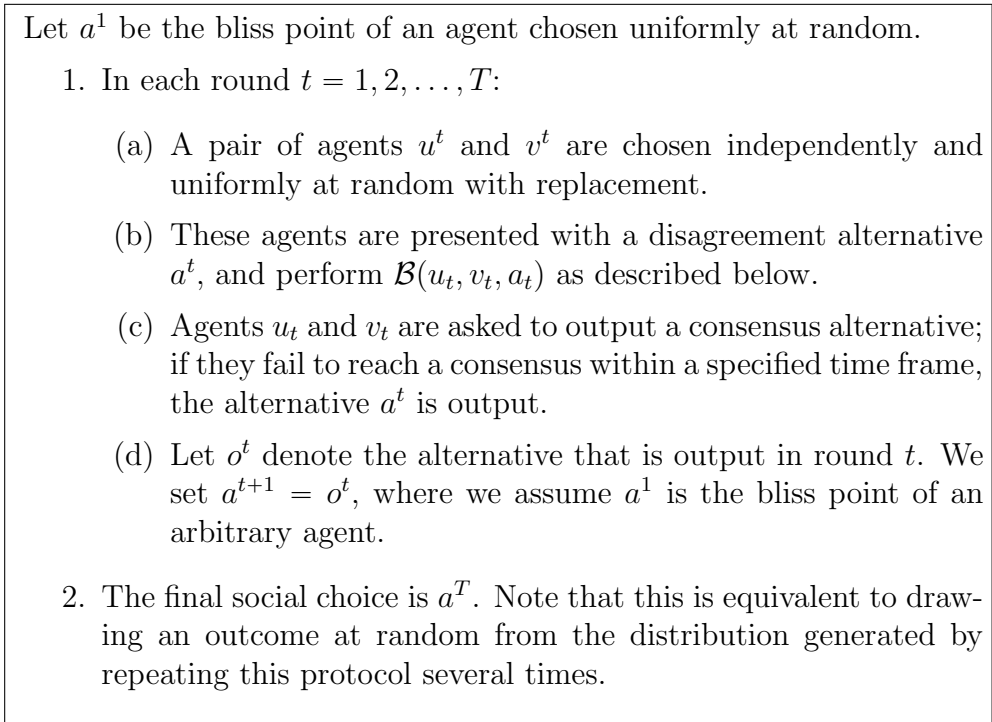 Let a¹ be the bliss point of an agent chosen uniformly at random.
1. In each round t = 1, 2, . . . , T:
(a) A pair of agents uᵗ and vᵗ are chosen independently and
uniformly at random with replacement.
(b) These agents are presented with a disagreement alternative
aᵗ, and perform ℬ(uₜ, vₜ, aₜ) as described below.
(c) Agents uₜ and vₜ are asked to output a consensus alternative;
if they fail to reach a consensus within a specified time frame,
the alternative aᵗ is output.
(d) Let oᵗ denote the alternative that is output in round t. We
set aᵗ⁺¹ = oᵗ, where we assume a¹ is the bliss point of an
arbitrary agent.
2. The final social choice is aᵀ. Note that this is equivalent to draw-
ing an outcome at random from the distribution generated by
repeating this protocol several times.